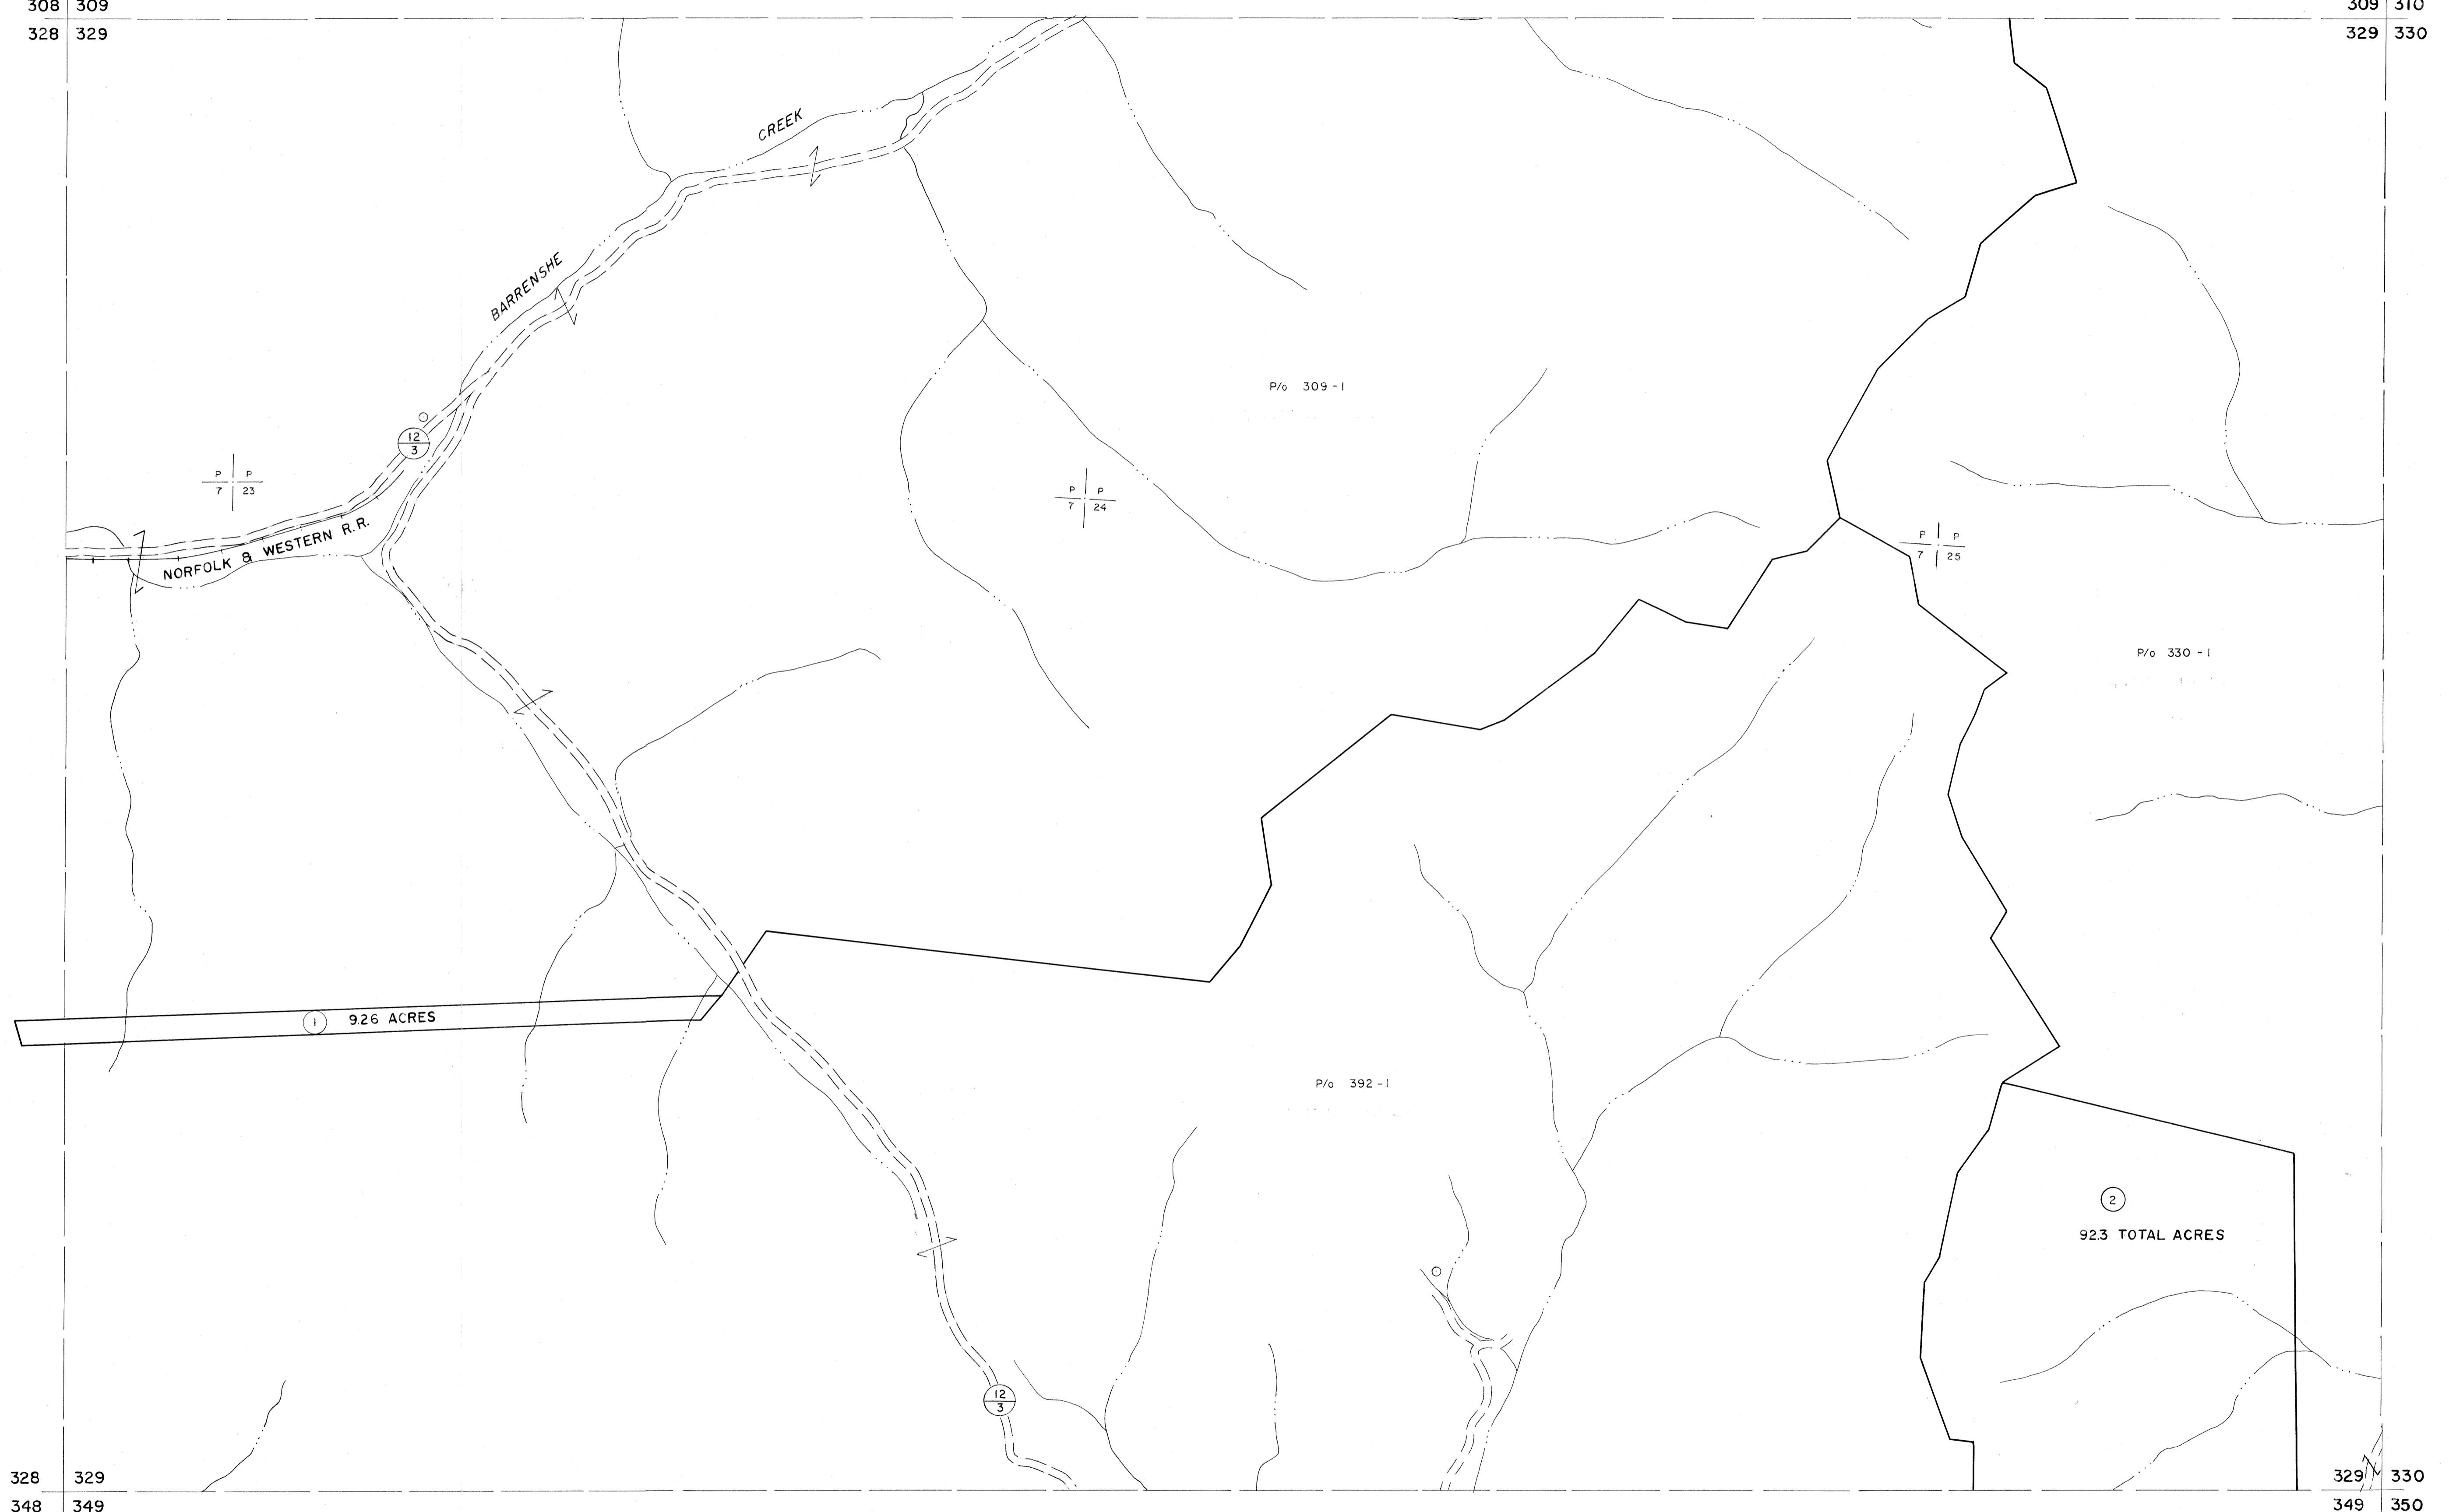 308 309
309 310
328 329
329 330
CREEK
BARRENSHE
P/o 309-1
12
3
P P
7 23
P P
7 24
NORFOLK & WESTERN R.R.
P P
7 25
P/o 330-1
1 9.26 ACRES
P/o 392-1
2
92.3 TOTAL ACRES
12
3
328 329
329 330
348 349
349 350